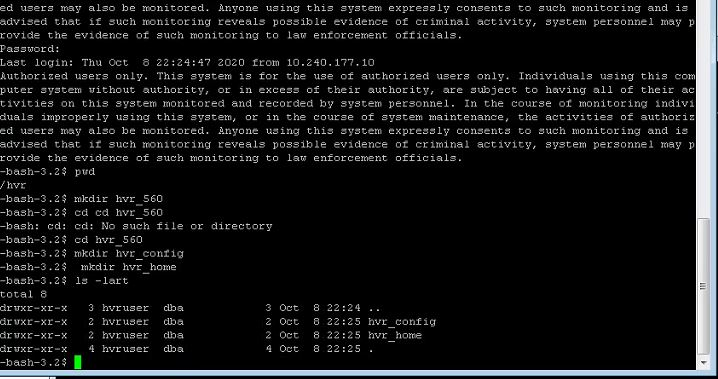 ed users may also be monitored. Anyone using this system expressly consents to such monitoring and is
advised that if such monitoring reveals possible evidence of criminal activity, system personnel may p
rovide the evidence of such monitoring to law enforcement officials.
Password:
Last login: Thu Oct  8 22:24:47 2020 from 10.240.177.10
Authorized users only. This system is for the use of authorized users only. Individuals using this com
puter system without authority, or in excess of their authority, are subject to having all of their ac
tivities on this system monitored and recorded by system personnel. In the course of monitoring indivi
duals improperly using this system, or in the course of system maintenance, the activities of authoriz
ed users may also be monitored. Anyone using this system expressly consents to such monitoring and is
advised that if such monitoring reveals possible evidence of criminal activity, system personnel may p
rovide the evidence of such monitoring to law enforcement officials.
-bash-3.2$ pwd
/hvr
-bash-3.2$ mkdir hvr_560
-bash-3.2$ cd cd hvr_560
-bash: cd: cd: No such file or directory
-bash-3.2$ cd hvr_560
-bash-3.2$ mkdir hvr_config
-bash-3.2$  mkdir hvr_home
-bash-3.2$ ls -lart
total 8
drwxr-xr-x   3 hvruser  dba            3 Oct  8 22:24 ..
drwxr-xr-x   2 hvruser  dba            2 Oct  8 22:25 hvr_config
drwxr-xr-x   2 hvruser  dba            2 Oct  8 22:25 hvr_home
drwxr-xr-x   4 hvruser  dba            4 Oct  8 22:25 .
-bash-3.2$